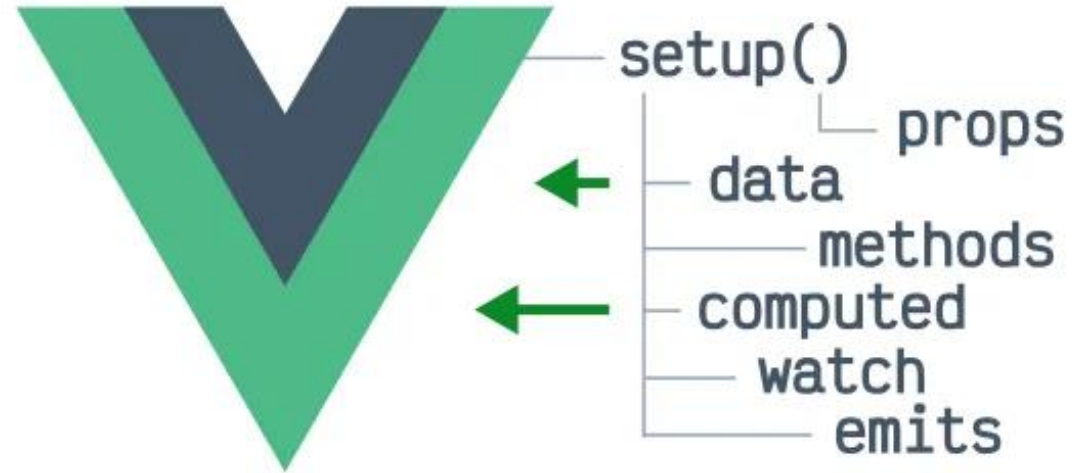 setup()
props
data
methods
computed
watch
emits